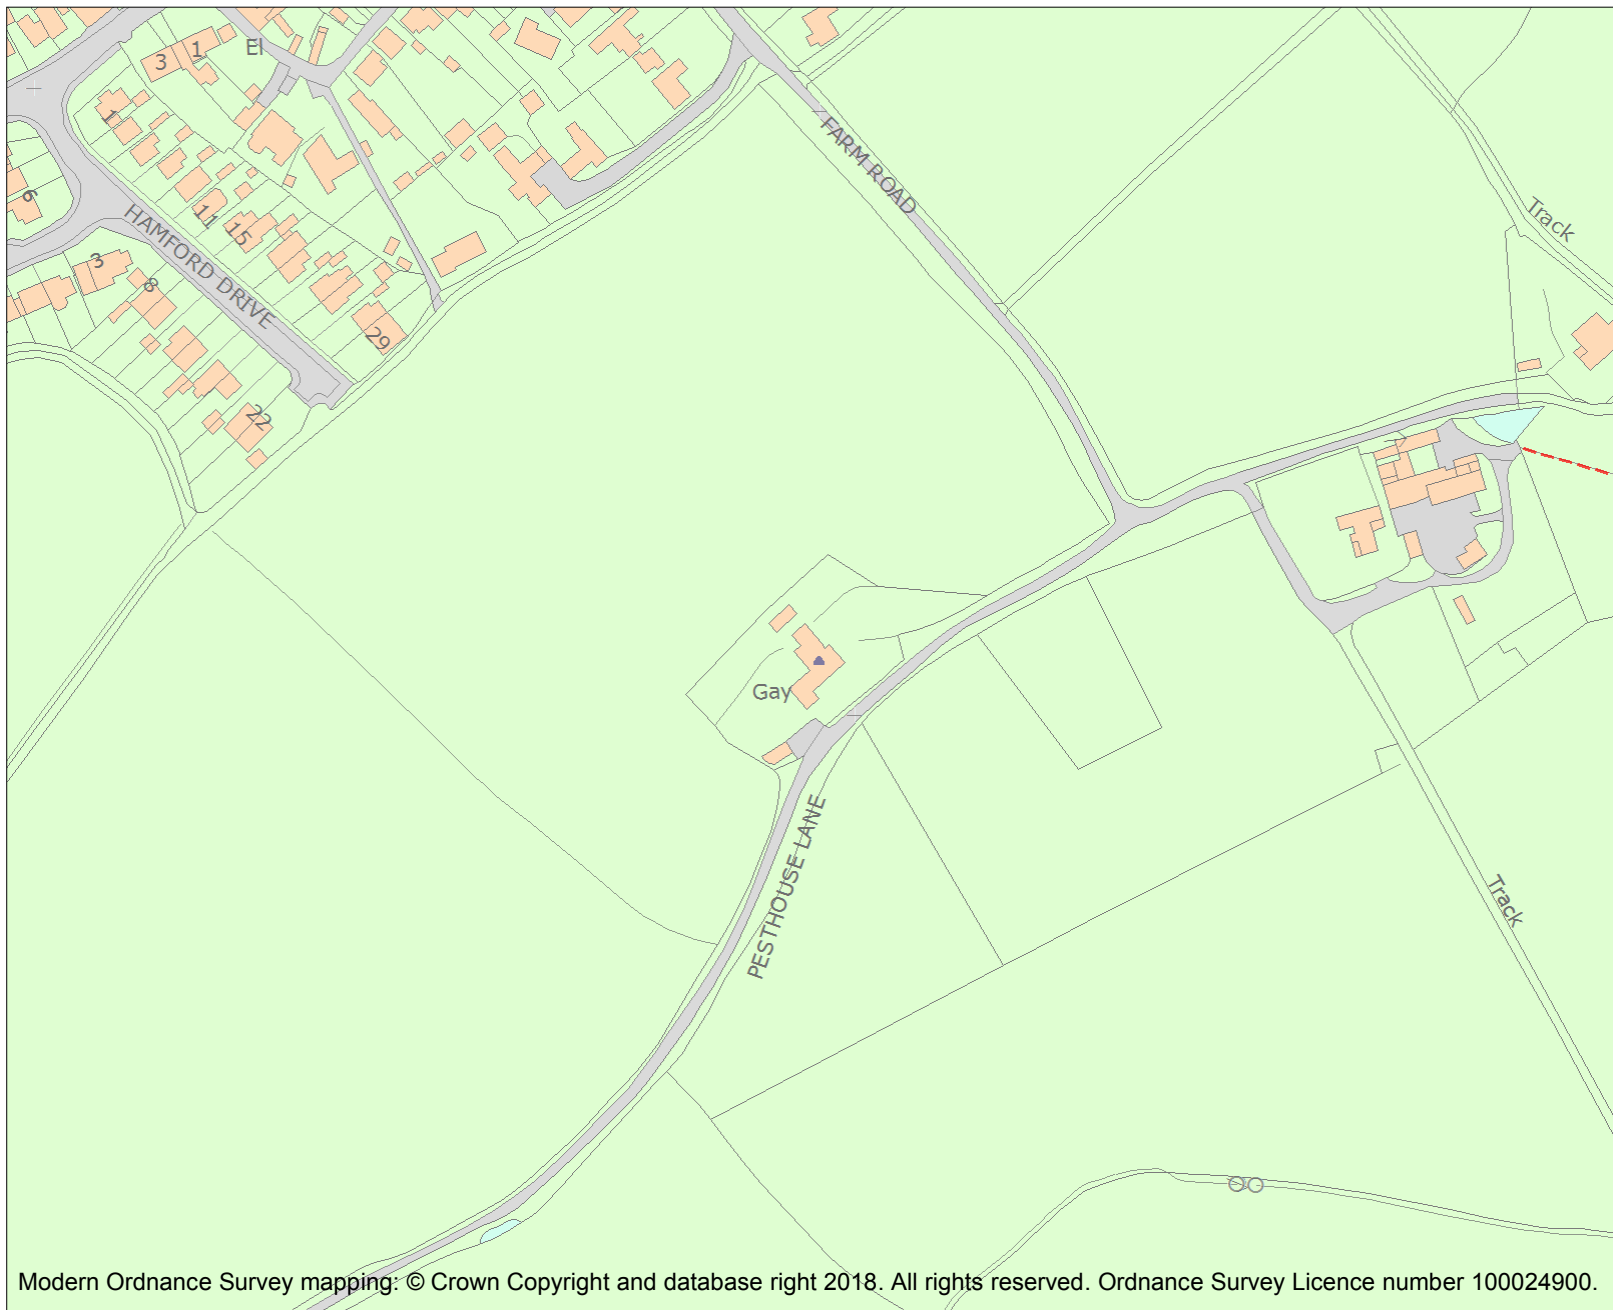 3
1
El
1
6
11
15
HAMFORD DRIVE
3
8
29
22
FARM ROAD
Track
Gay
PESTHOUSE LANE
Track
Modern Ordnance Survey mapping: © Crown Copyright and database right 2018. All rights reserved. Ordnance Survey Licence number 100024900.